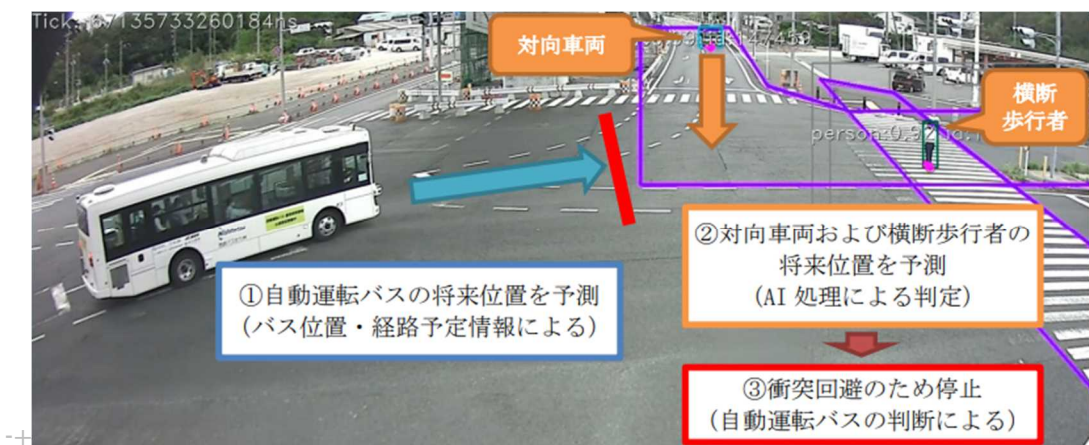 対向車両
横断
歩行者
②対向車両および横断歩行者の
将来位置を予測
(AI 処理による判定)
①自動運転バスの将来位置を予測
(バス位置・経路予定情報による)
③衝突回避のため停止
(自動運転バスの判断による)